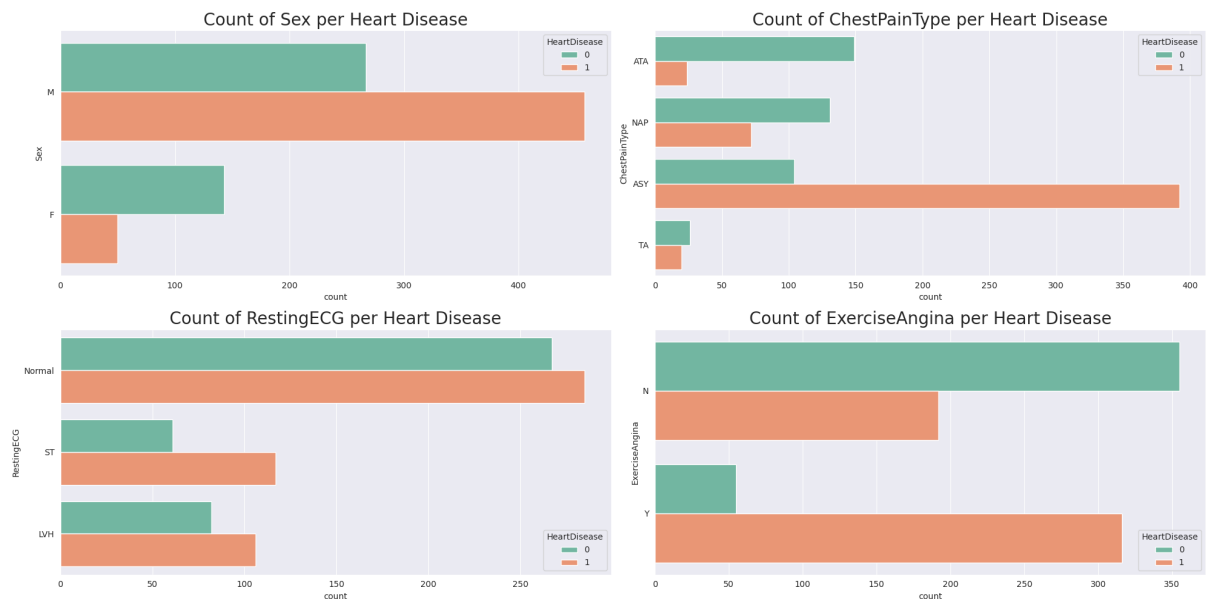 Count of Sex per Heart Disease
HeartDisease
0
1
M
F
Sex
0 100 200 300 400
count
Count of ChestPainType per Heart Disease
HeartDisease
0
1
ATA
NAP
ASY
TA
ChestPainType
0 50 100 150 200 250 300 350 400
count
Count of RestingECG per Heart Disease
Normal
ST
LVH
RestingECG
HeartDisease
0
1
0 50 100 150 200 250
count
Count of ExerciseAngina per Heart Disease
N
Y
ExerciseAngina
HeartDisease
0
1
0 50 100 150 200 250 300 350
count